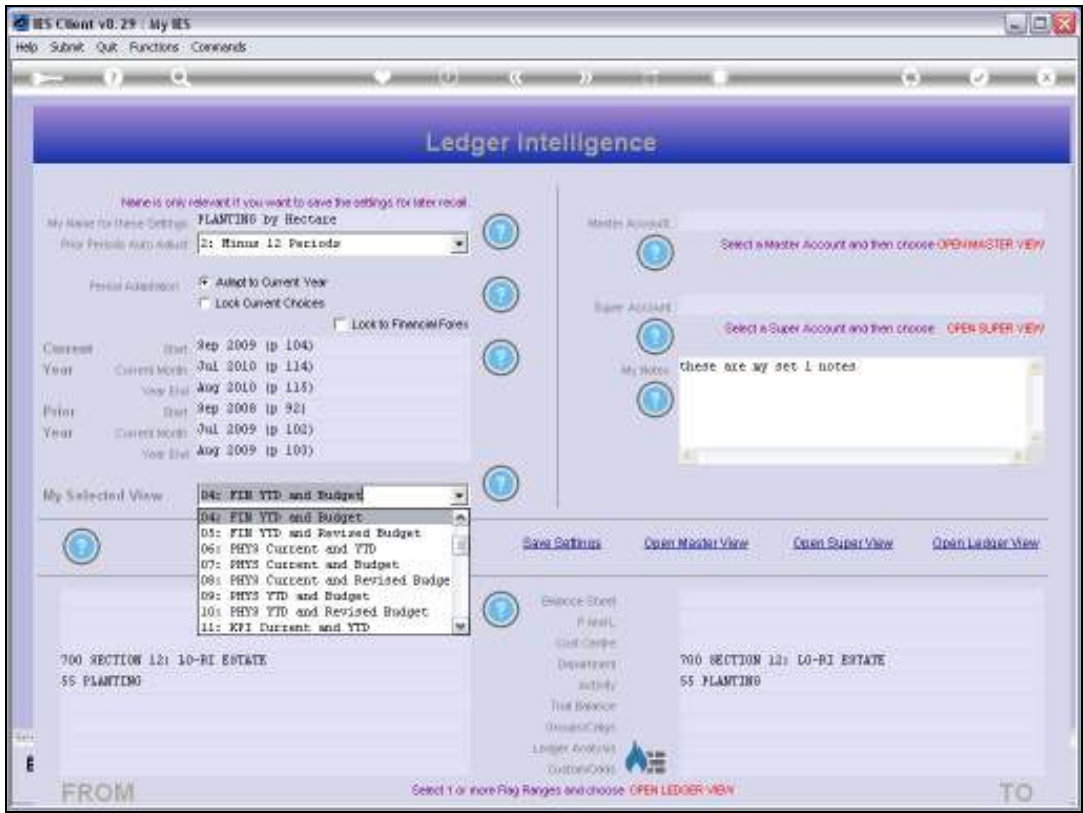 IES Client v8.29 : My IES
Help Submit Quit Functions Commands
Ledger Intelligence
Name is only relevant if you want to save the settings for later recall.
My Name for these Settings PLANTING by Hectare
Prior Periods Auto Adjust 2: Minus 12 Periods
Period Adaptation Adapt to Current Year
Lock Current Choices
Lock to Financial Forex
Current Start Sep 2009 (p 104)
Year Current Month Jul 2010 (p 114)
Year End Aug 2010 (p 115)
Prior Start Sep 2008 (p 92)
Year Current Month Jul 2009 (p 102)
Year End Aug 2009 (p 103)
My Selected View 04: FIN YTD and Budget
04: FIN YTD and Budget
05: FIN YTD and Revised Budget
06: PHYS Current and YTD
07: PHYS Current and Budget
08: PHYS Current and Revised Budge
09: PHYS YTD and Budget
10: PHYS YTD and Revised Budget
11: KPI Current and YTD
Master Account
Select a Master Account and then choose OPEN MASTER VIEW
Super Account
Select a Super Account and then choose OPEN SUPER VIEW
My Notes these are my set 1 notes
Save Settings Open Master View Open Super View Open Ledger View
Balance Sheet
P and L
Cost Centre
700 SECTION 12: LO-RI ESTATE Department 700 SECTION 12: LO-RI ESTATE
55 PLANTING Activity 55 PLANTING
Trial Balance
Ledger Analysis
FROM Select 1 or more Flag Ranges and choose OPEN LEDGER VIEW TO